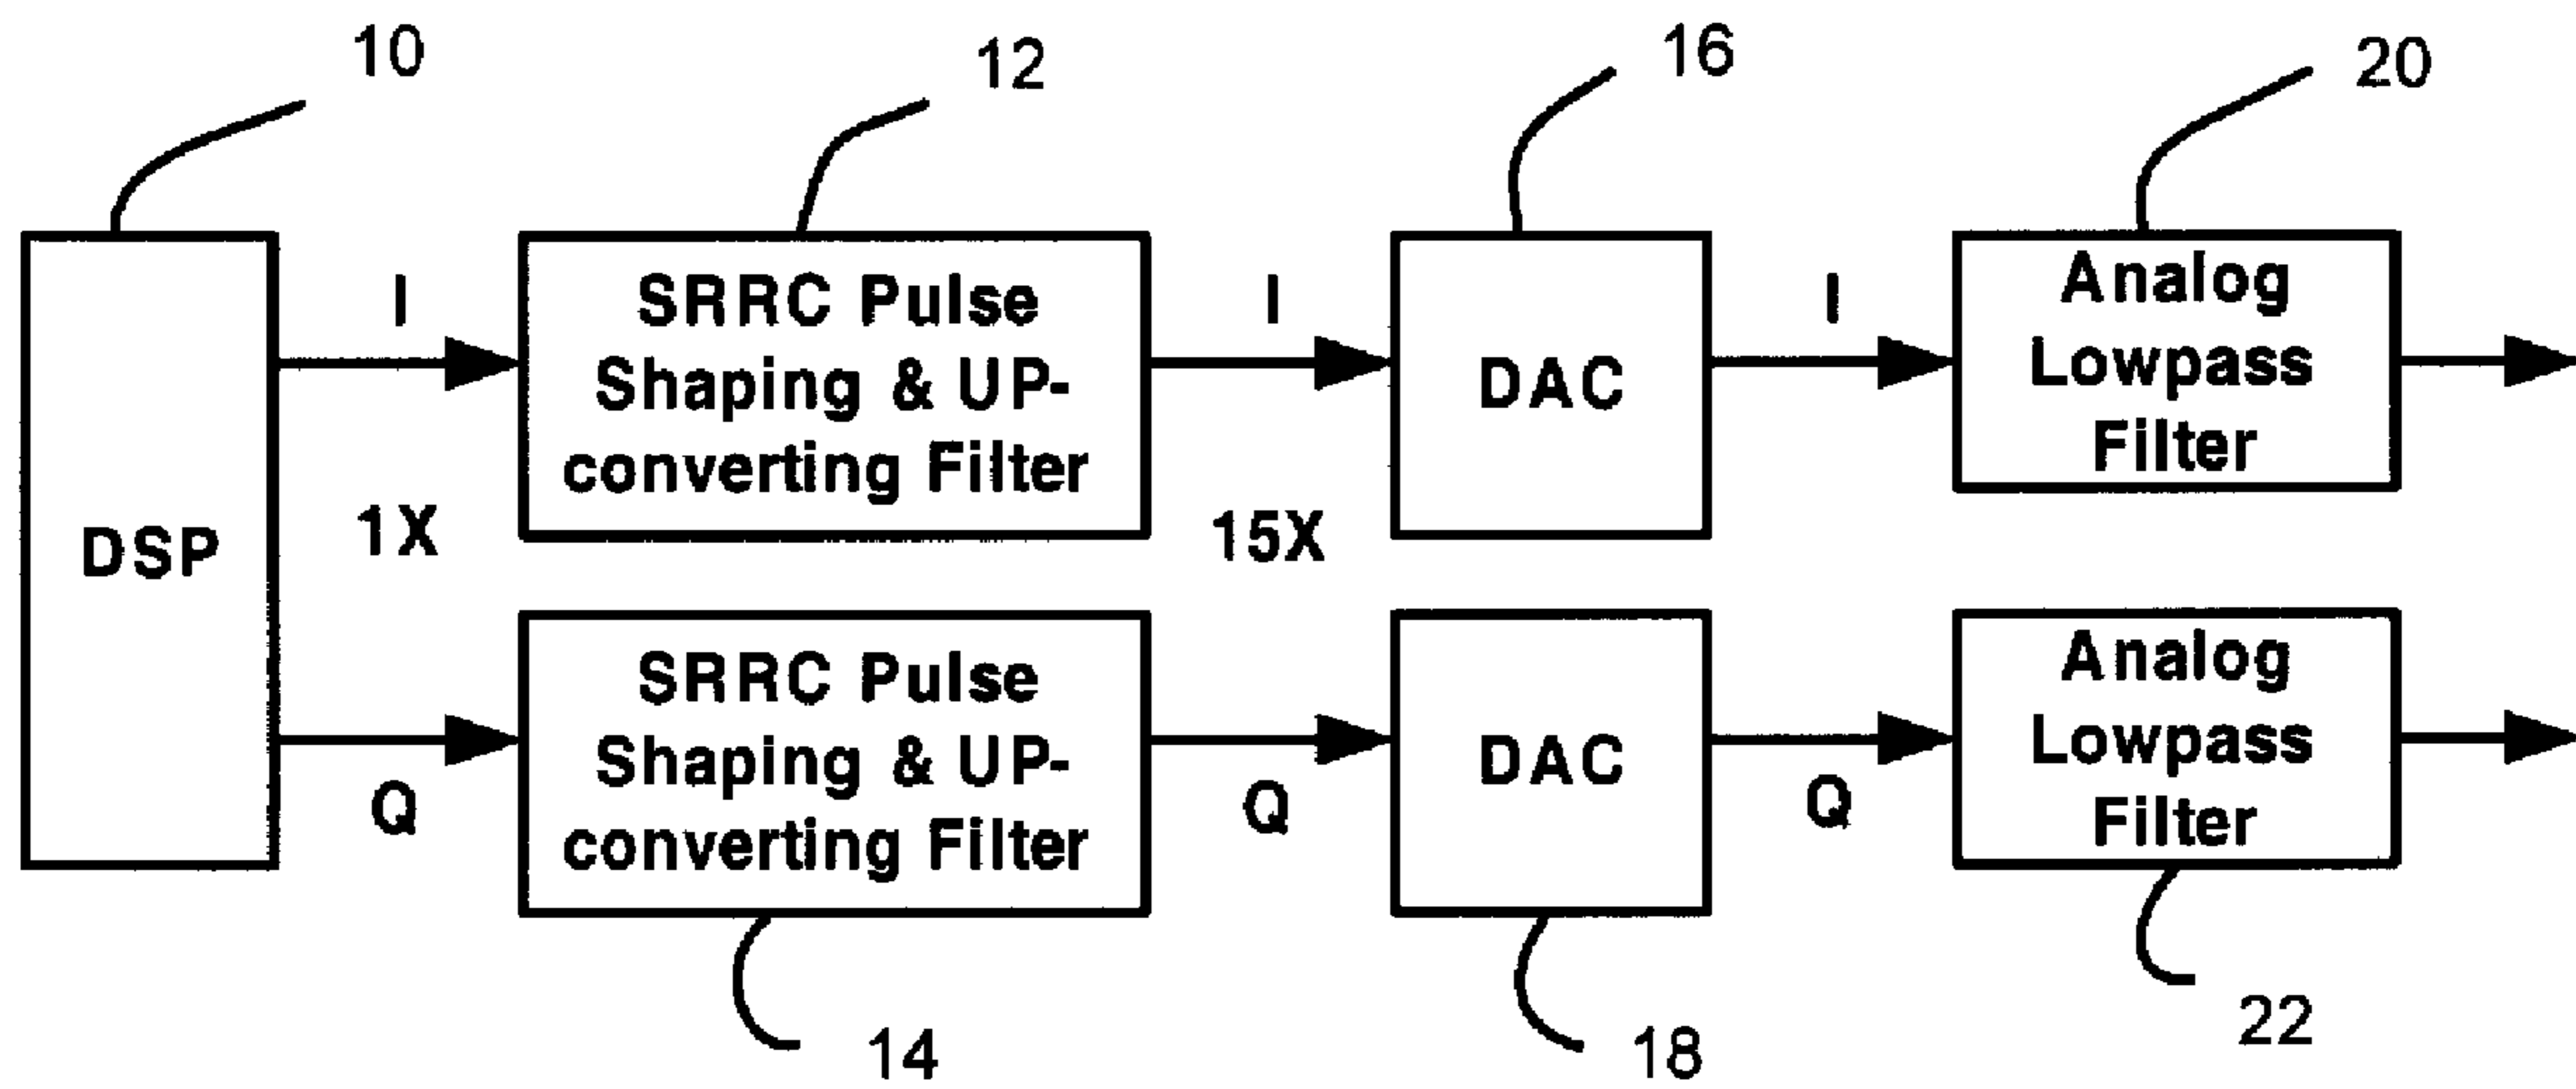 10
12
16
20
DSP
I
1X
Q
SRRC Pulse
Shaping & UP-
converting Filter
I
15X
Q
DAC
I
Analog
Lowpass
Filter
SRRC Pulse
Shaping & UP-
converting Filter
DAC
Q
Analog
Lowpass
Filter
14
18
22